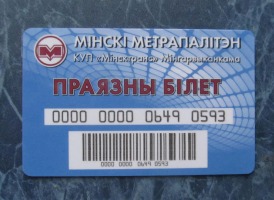 МІНСКІ МЕТРАПАЛІТЭН
КУП «Мінсктранс» Мінгарвыканкама
ПРАЯЗНЫ БІЛЕТ
0000 0000 0649 0593
0000 0000 0649 0593